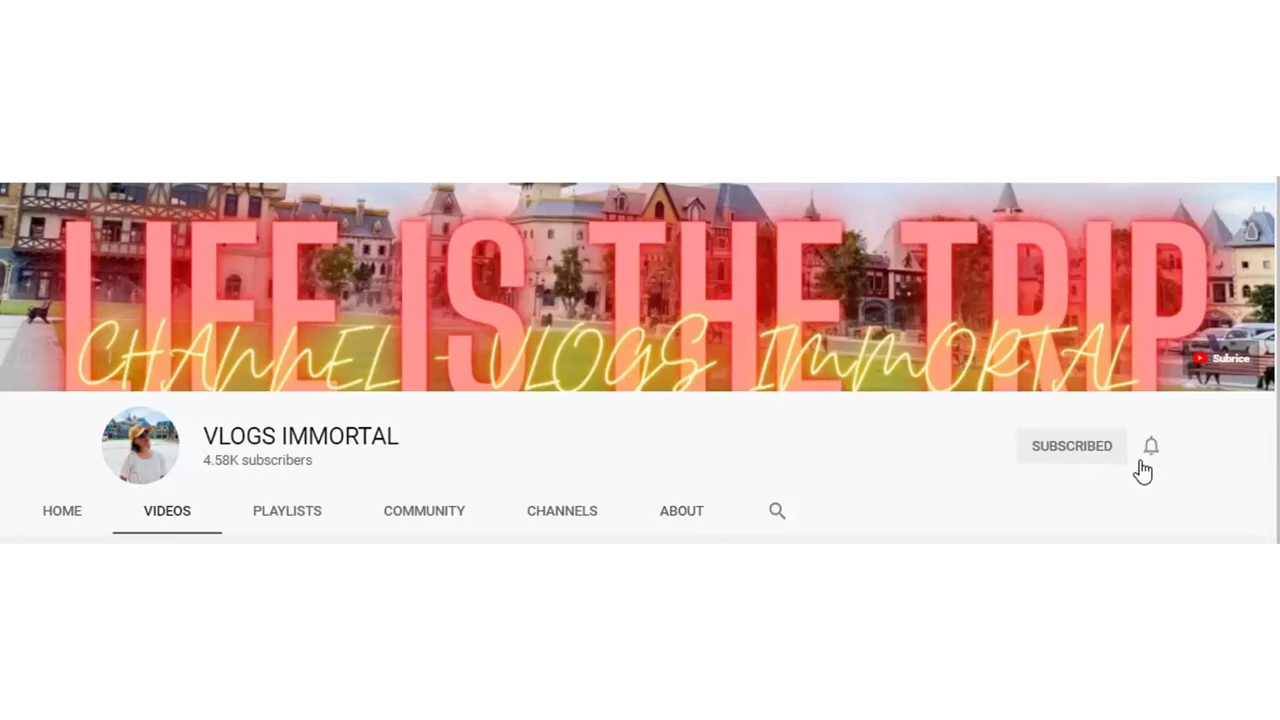 LIFE IS THE TRIP
CHANNEL - VLOGS IMMORTAL
Subrice
VLOGS IMMORTAL
4.58K subscribers
SUBSCRIBED
HOME VIDEOS PLAYLISTS COMMUNITY CHANNELS ABOUT